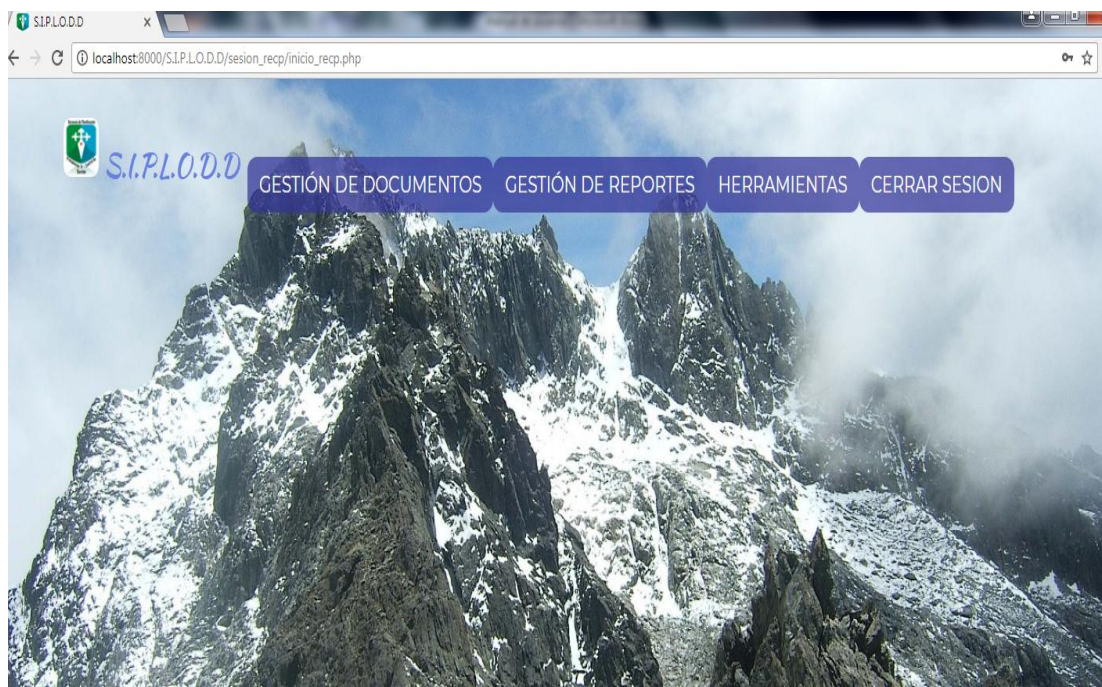 S.I.P.L.O.D.D
localhost:8000/S.I.P.L.O.D.D/sesion_recp/inicio_recp.php
S.I.P.L.O.D.D
GESTIÓN DE DOCUMENTOS GESTIÓN DE REPORTES HERRAMIENTAS CERRAR SESION